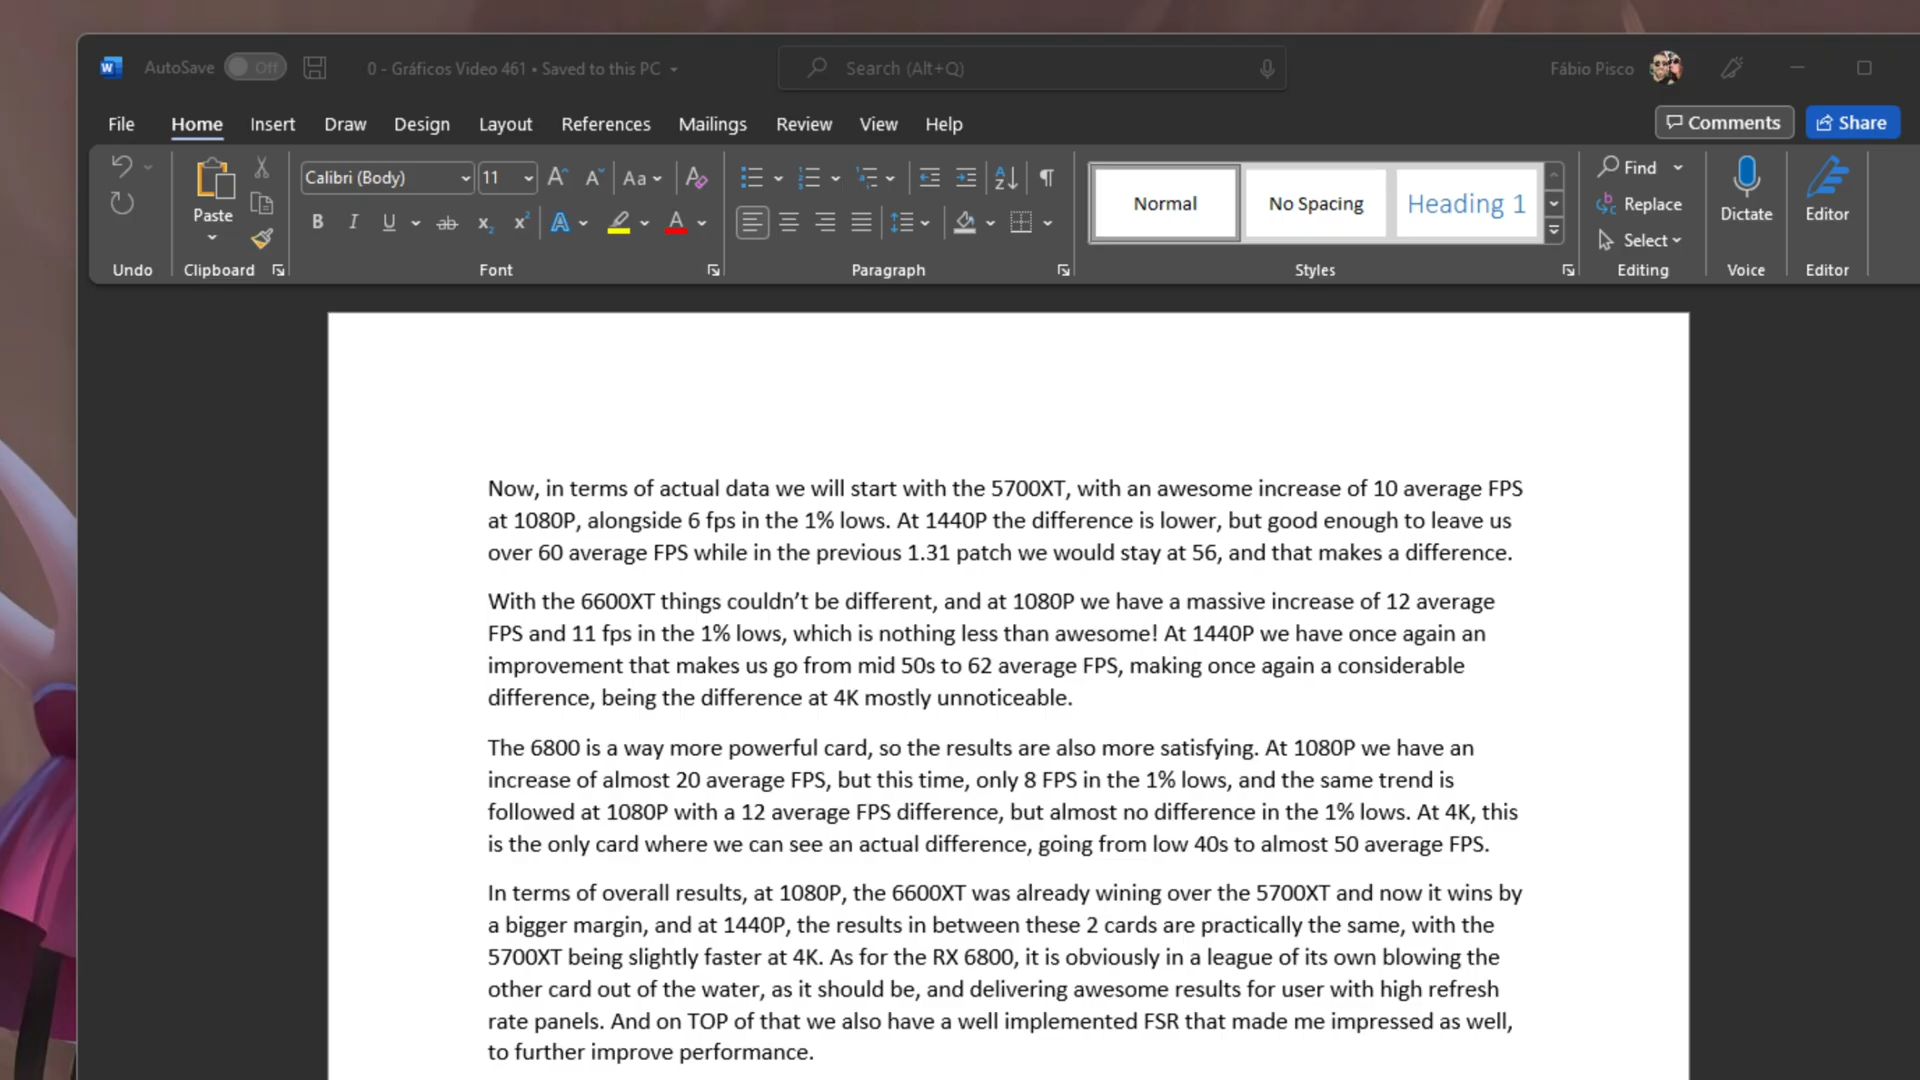 AutoSave Off 0 - Gráficos Video 461 • Saved to this PC Search (Alt+Q) Fábio Pisco
File Home Insert Draw Design Layout References Mailings Review View Help Comments Share
Calibri (Body) 11 Aa Normal No Spacing Heading 1 Find
Paste Replace Dictate Editor
B I U ab x₂ x² A A Select
Undo Clipboard Font Paragraph Styles Editing Voice Editor
Now, in terms of actual data we will start with the 5700XT, with an awesome increase of 10 average FPS
at 1080P, alongside 6 fps in the 1% lows. At 1440P the difference is lower, but good enough to leave us
over 60 average FPS while in the previous 1.31 patch we would stay at 56, and that makes a difference.
With the 6600XT things couldn’t be different, and at 1080P we have a massive increase of 12 average
FPS and 11 fps in the 1% lows, which is nothing less than awesome! At 1440P we have once again an
improvement that makes us go from mid 50s to 62 average FPS, making once again a considerable
difference, being the difference at 4K mostly unnoticeable.
The 6800 is a way more powerful card, so the results are also more satisfying. At 1080P we have an
increase of almost 20 average FPS, but this time, only 8 FPS in the 1% lows, and the same trend is
followed at 1080P with a 12 average FPS difference, but almost no difference in the 1% lows. At 4K, this
is the only card where we can see an actual difference, going from low 40s to almost 50 average FPS.
In terms of overall results, at 1080P, the 6600XT was already wining over the 5700XT and now it wins by
a bigger margin, and at 1440P, the results in between these 2 cards are practically the same, with the
5700XT being slightly faster at 4K. As for the RX 6800, it is obviously in a league of its own blowing the
other card out of the water, as it should be, and delivering awesome results for user with high refresh
rate panels. And on TOP of that we also have a well implemented FSR that made me impressed as well,
to further improve performance.